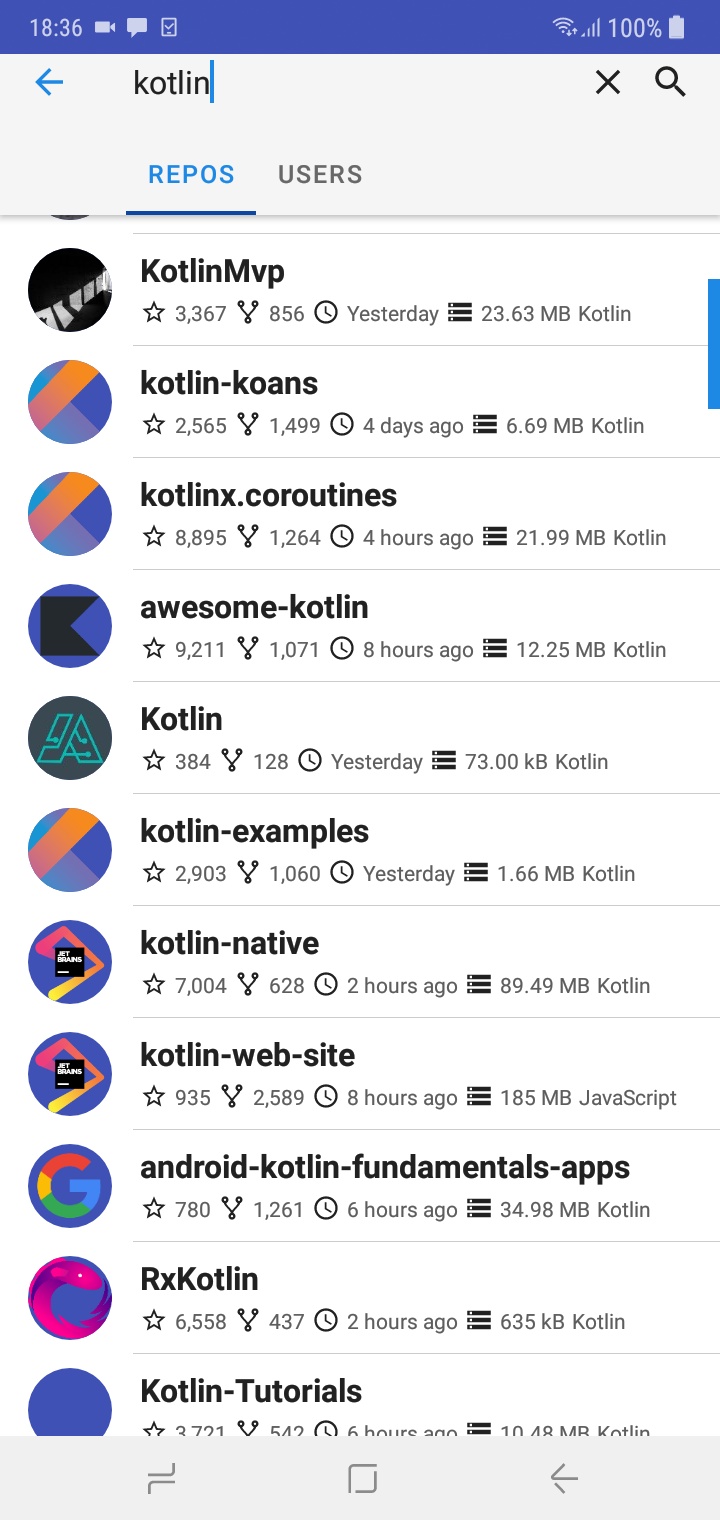 18:36 100%
kotlin
REPOS USERS
KotlinMvp
3,367 856 Yesterday 23.63 MB Kotlin
kotlin-koans
2,565 1,499 4 days ago 6.69 MB Kotlin
kotlinx.coroutines
8,895 1,264 4 hours ago 21.99 MB Kotlin
awesome-kotlin
9,211 1,071 8 hours ago 12.25 MB Kotlin
Kotlin
384 128 Yesterday 73.00 kB Kotlin
kotlin-examples
2,903 1,060 Yesterday 1.66 MB Kotlin
JET
BRAINS
kotlin-native
7,004 628 2 hours ago 89.49 MB Kotlin
JET
BRAINS
kotlin-web-site
935 2,589 8 hours ago 185 MB JavaScript
android-kotlin-fundamentals-apps
780 1,261 6 hours ago 34.98 MB Kotlin
RxKotlin
6,558 437 2 hours ago 635 kB Kotlin
Kotlin-Tutorials
3,721 542 6 hours ago 10.48 MB Kotlin